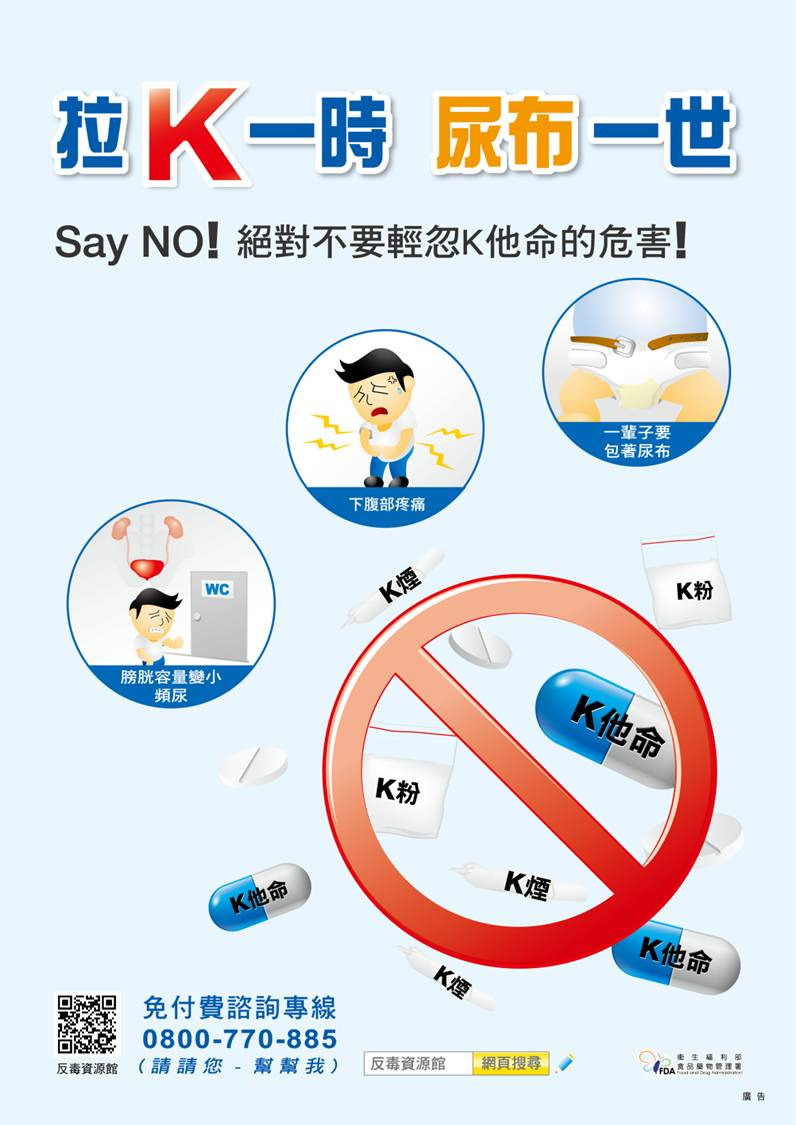 拉K一時 尿布一世
Say NO! 絕對不要輕忽K他命的危害!
一輩子要
包著尿布
下腹部疼痛
WC
膀胱容量變小
頻尿
K煙
K粉
K他命
K粉
K煙
K他命
K他命
K煙
免付費諮詢專線
0800-770-885
(請請您 - 幫幫我)
反毒資源館
反毒資源館 網頁搜尋
FDA
衛生福利部
食品藥物管理署
Food and Drug Administration
廣告